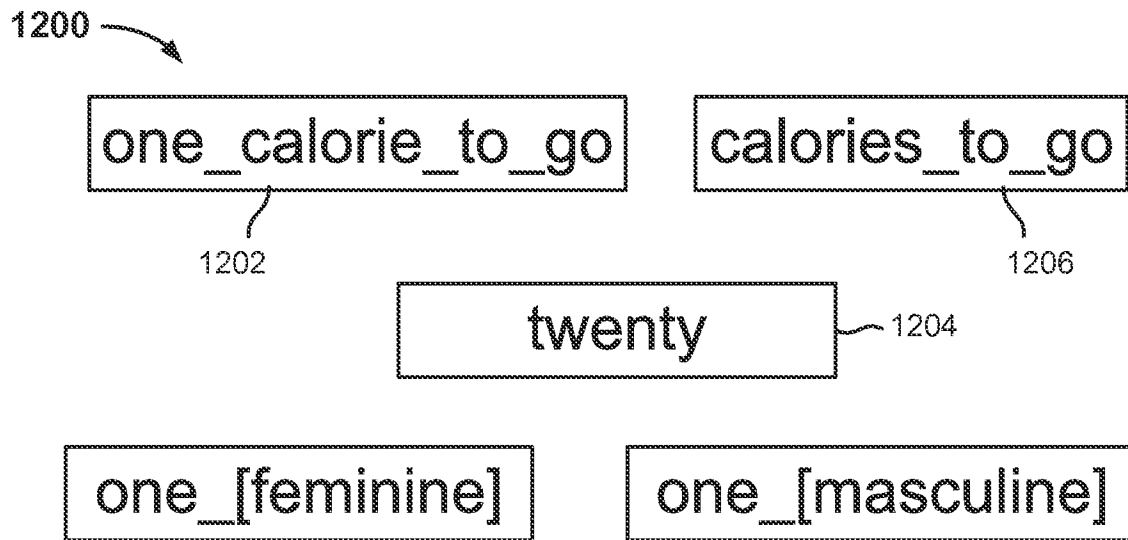 1200
one_calorie_to_go calories_to_go
1202 1206
twenty 1204
one_[feminine] one_[masculine]